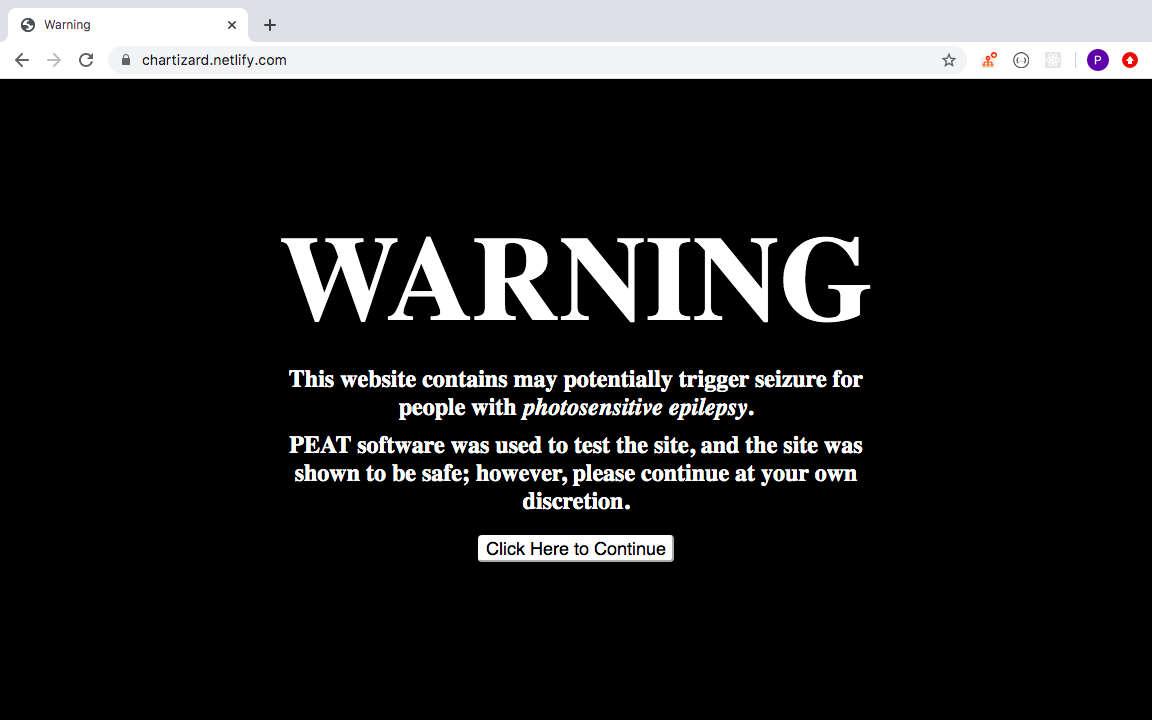 Warning
chartizard.netlify.com
P
WARNING
This website contains may potentially trigger seizure for
people with photosensitive epilepsy.
PEAT software was used to test the site, and the site was
shown to be safe; however, please continue at your own
discretion.
Click Here to Continue